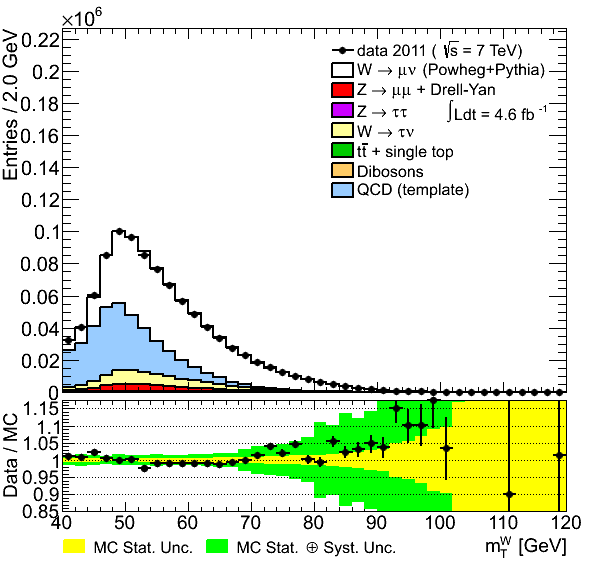 ×10⁶
Entries / 2.0 GeV
0.22
0.2
0.18
0.16
0.14
0.12
0.1
0.08
0.06
0.04
0.02
0
data 2011 ( √s = 7 TeV)
W → μν (Powheg+Pythia)
Z → μμ + Drell-Yan
Z → ττ
∫Ldt = 4.6 fb⁻¹
W → τν
tt̅ + single top
Dibosons
QCD (template)
Data / MC
1.15
1.1
1.05
1
0.95
0.9
0.85
40 50 60 70 80 90 100 110 120
MC Stat. Unc. MC Stat. ⊕ Syst. Unc. m_T^W [GeV]